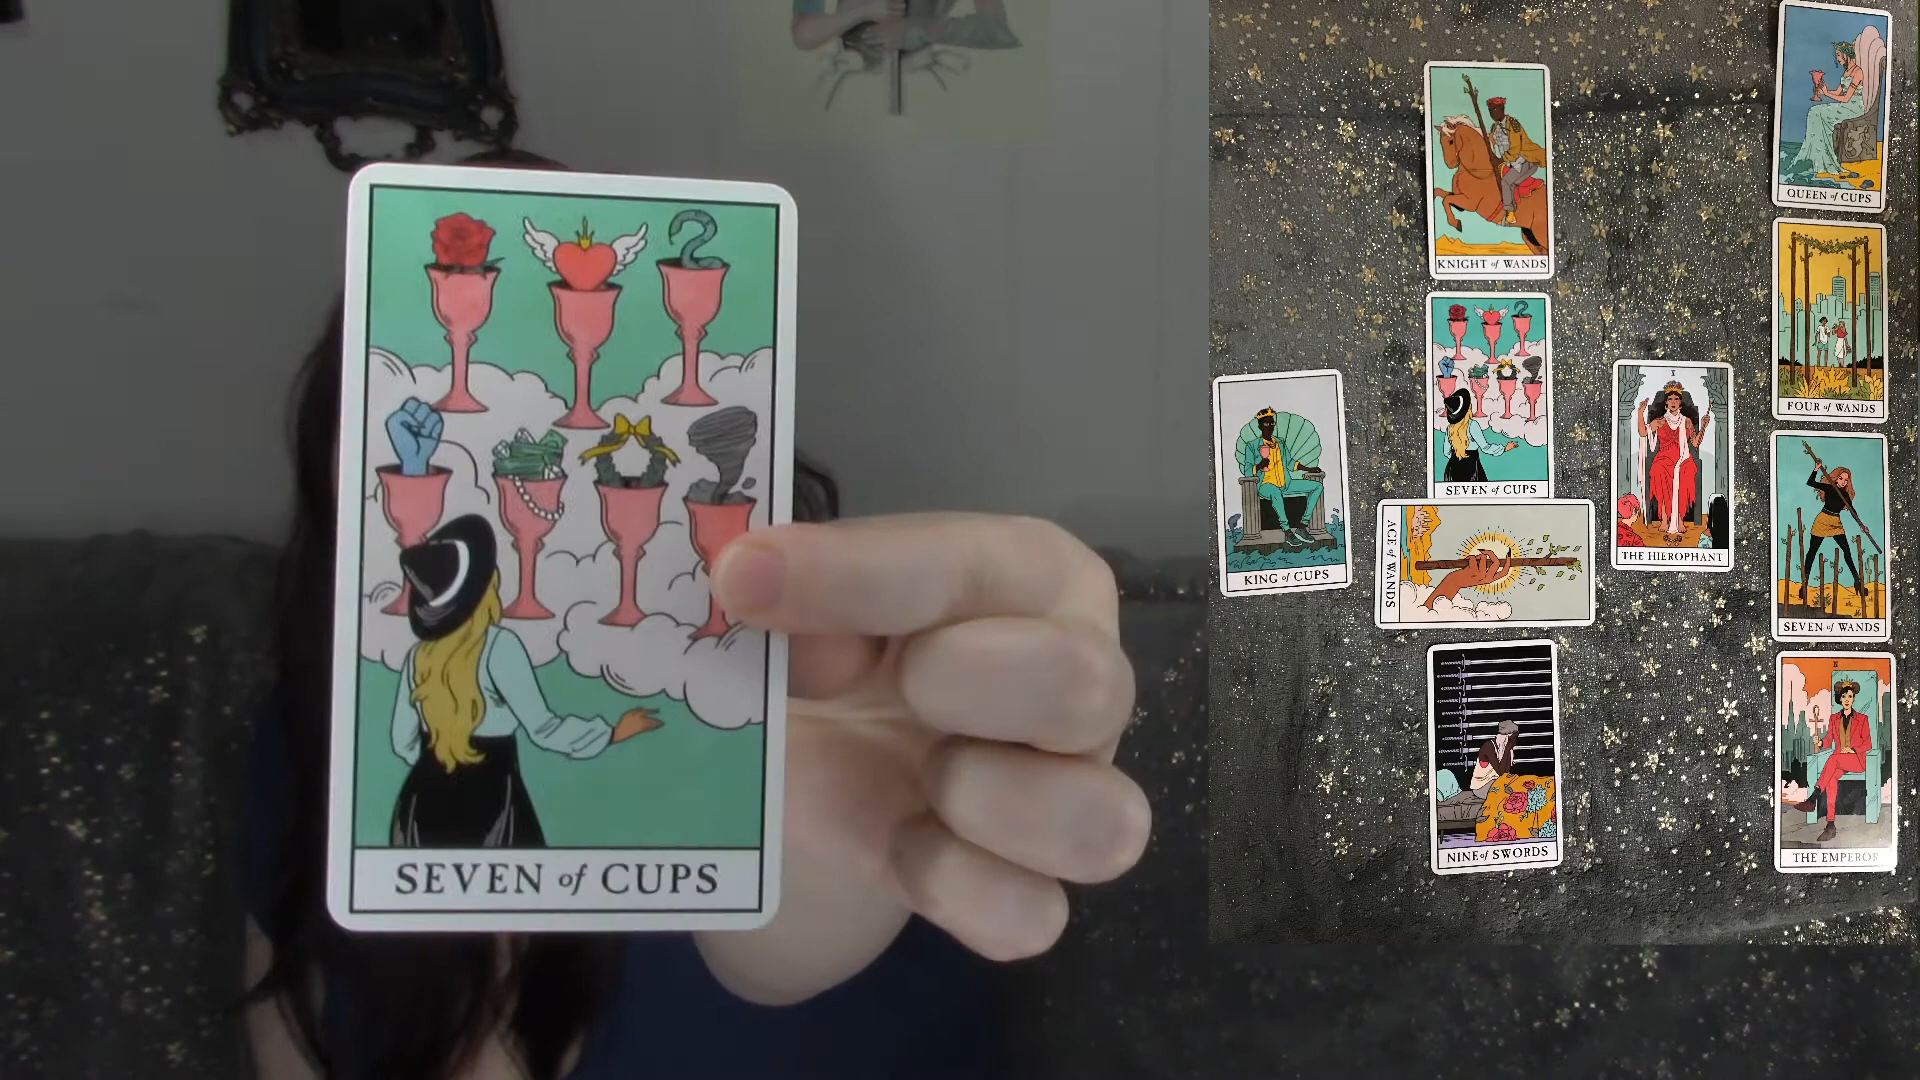 SEVEN of CUPS
KNIGHT of WANDS
SEVEN of CUPS
KING of CUPS
ACE of WANDS
I
THE HIEROPHANT
NINE of SWORDS
QUEEN of CUPS
FOUR of WANDS
SEVEN of WANDS
THE EMPEROR